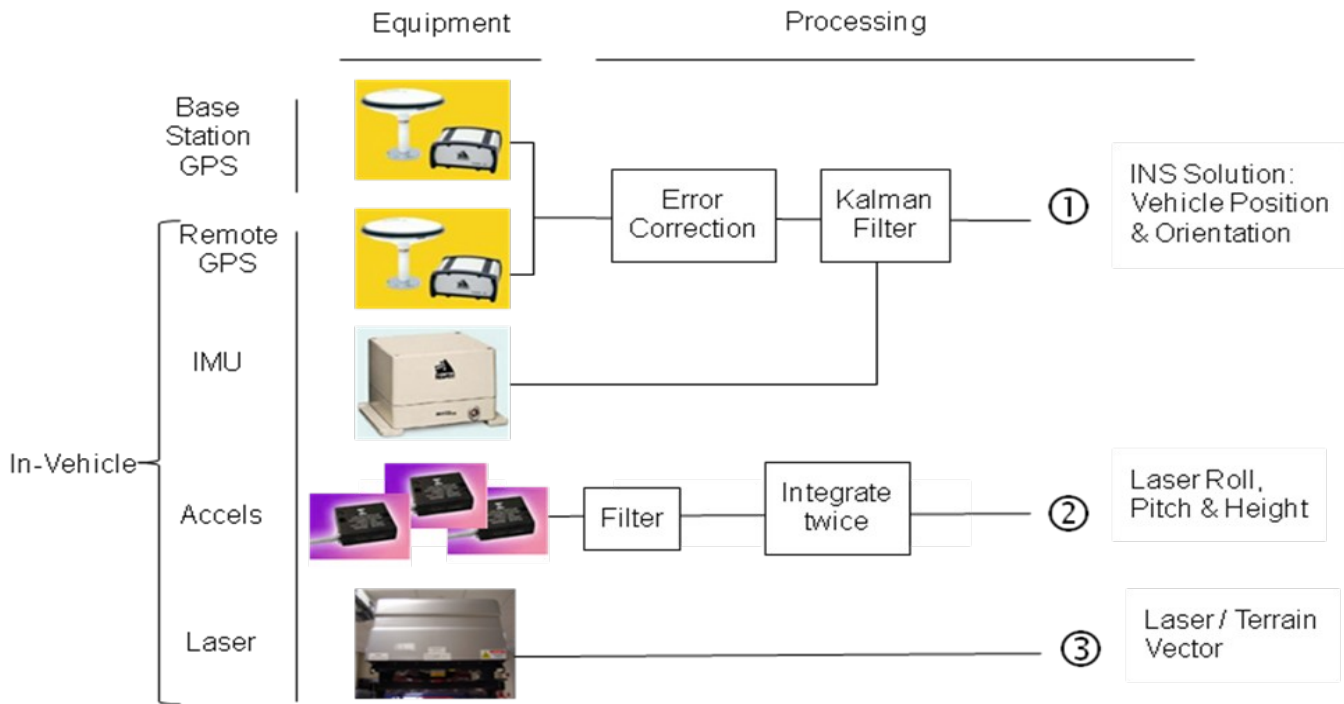 Equipment
Processing
Base
Station
GPS
Remote
GPS
IMU
In-Vehicle
Accels
Laser
Error
Correction
Kalman
Filter
①
INS Solution:
Vehicle Position
& Orientation
Filter
Integrate
twice
②
Laser Roll,
Pitch & Height
③
Laser / Terrain
Vector